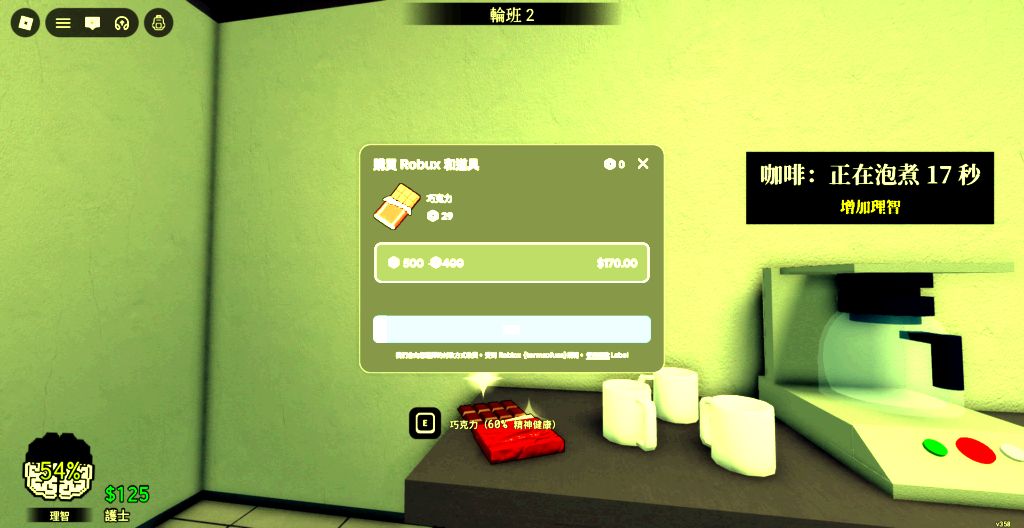 輪班 2
購買 Robux 和道具
0
巧克力
29
500 499
$170.00
咖啡：正在泡煮 17 秒
增加理智
E
巧克力（60% 精神健康）
54%
理智
$125
護士
v358